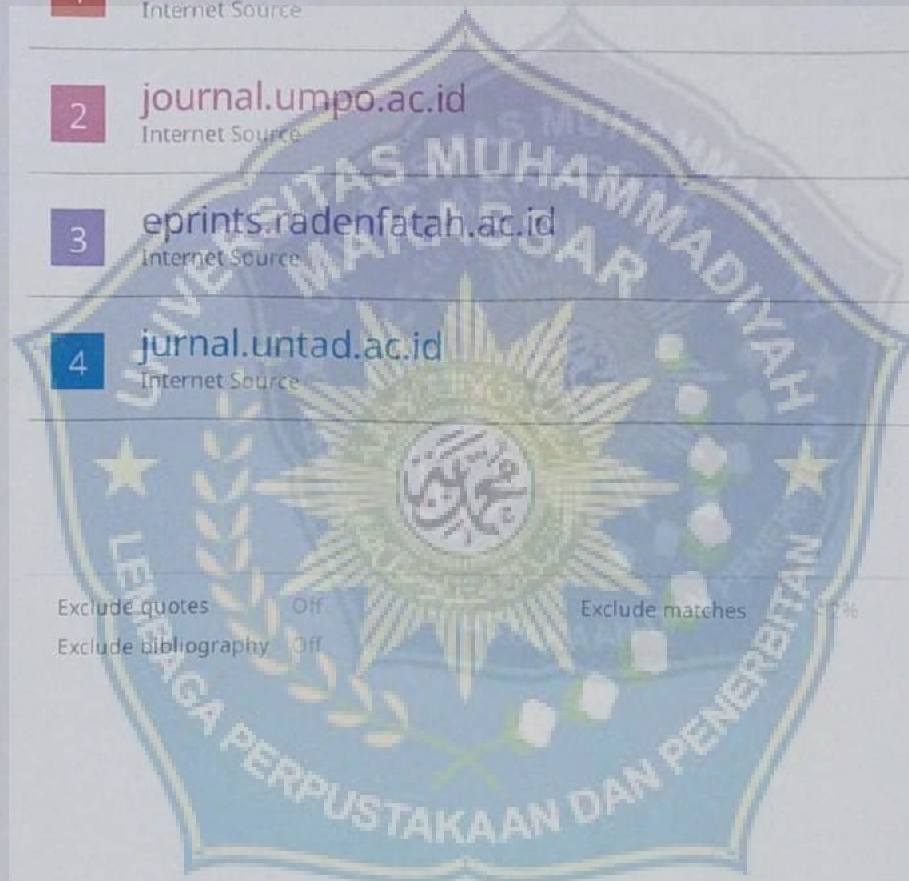 Internet Source
2 journal.umpo.ac.id
Internet Source
3 eprints.radenfatah.ac.id
Internet Source
4 jurnal.untad.ac.id
Internet Source
Exclude quotes Off
Exclude matches
Exclude bibliography Off
UNIVERSITAS MUHAMMADIYAH
MAKASSAR
محمد
LEMBAGA PERPUSTAKAAN DAN PENERBITAN